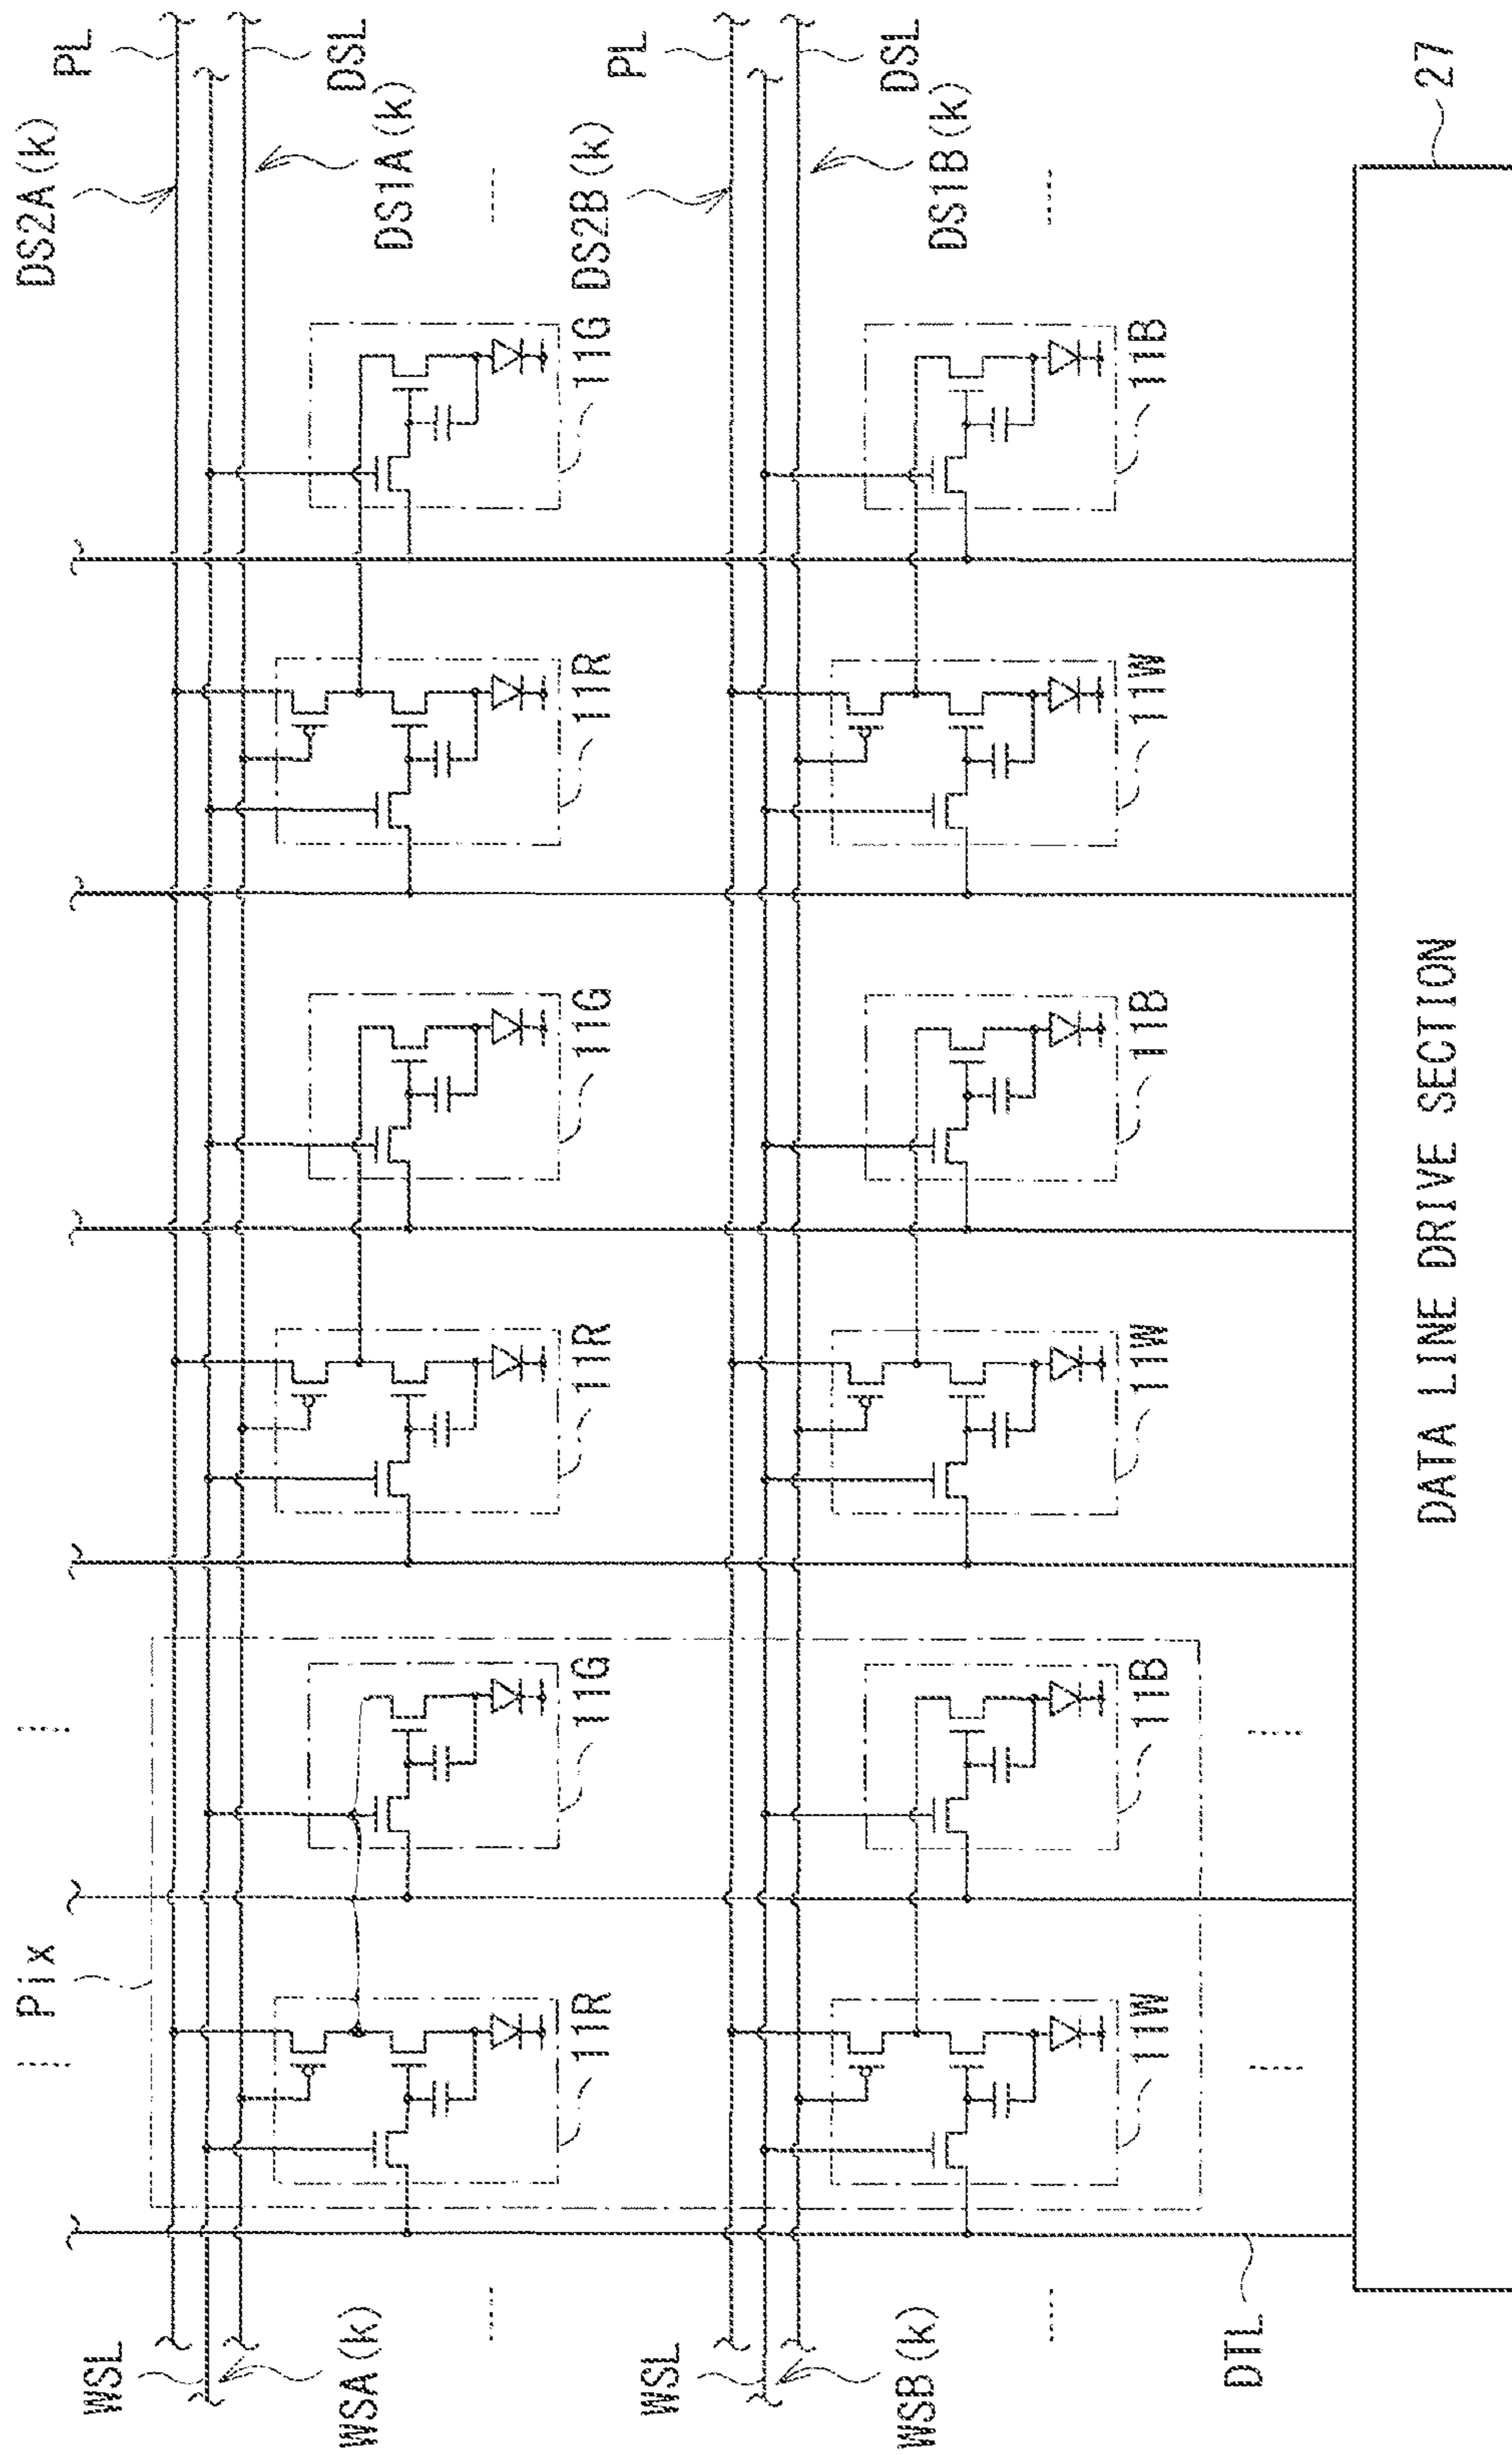 DS2A(k)
PL
Pix
WSL
DSL
DS1A(k)
WSA(k)
11R
11G
11R
11G
11R
11G
DS2B(k)
PL
WSL
DSL
DS1B(k)
WSB(k)
11W
11B
11W
11B
11W
11B
DTL
27
DATA LINE DRIVE SECTION